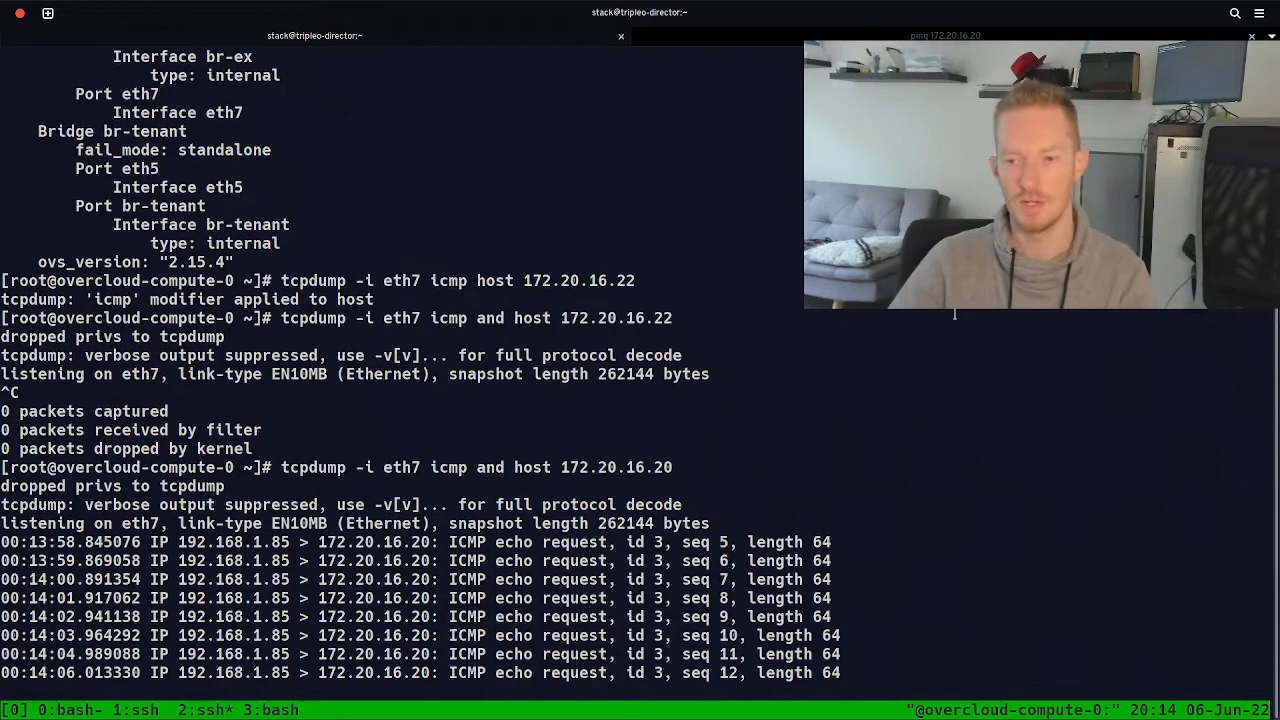 stack@tripleo-director:~
stack@tripleo-director:~
ping 172.20.16.20
Interface br-ex
type: internal
Port eth7
Interface eth7
Bridge br-tenant
fail_mode: standalone
Port eth5
Interface eth5
Port br-tenant
Interface br-tenant
type: internal
ovs_version: "2.15.4"
[root@overcloud-compute-0 ~]# tcpdump -i eth7 icmp host 172.20.16.22
tcpdump: 'icmp' modifier applied to host
[root@overcloud-compute-0 ~]# tcpdump -i eth7 icmp and host 172.20.16.22
dropped privs to tcpdump
tcpdump: verbose output suppressed, use -v[v]... for full protocol decode
listening on eth7, link-type EN10MB (Ethernet), snapshot length 262144 bytes
^C
0 packets captured
0 packets received by filter
0 packets dropped by kernel
[root@overcloud-compute-0 ~]# tcpdump -i eth7 icmp and host 172.20.16.20
dropped privs to tcpdump
tcpdump: verbose output suppressed, use -v[v]... for full protocol decode
listening on eth7, link-type EN10MB (Ethernet), snapshot length 262144 bytes
00:13:58.845076 IP 192.168.1.85 > 172.20.16.20: ICMP echo request, id 3, seq 5, length 64
00:13:59.869058 IP 192.168.1.85 > 172.20.16.20: ICMP echo request, id 3, seq 6, length 64
00:14:00.891354 IP 192.168.1.85 > 172.20.16.20: ICMP echo request, id 3, seq 7, length 64
00:14:01.917062 IP 192.168.1.85 > 172.20.16.20: ICMP echo request, id 3, seq 8, length 64
00:14:02.941138 IP 192.168.1.85 > 172.20.16.20: ICMP echo request, id 3, seq 9, length 64
00:14:03.964292 IP 192.168.1.85 > 172.20.16.20: ICMP echo request, id 3, seq 10, length 64
00:14:04.989088 IP 192.168.1.85 > 172.20.16.20: ICMP echo request, id 3, seq 11, length 64
00:14:06.013330 IP 192.168.1.85 > 172.20.16.20: ICMP echo request, id 3, seq 12, length 64
[0] 0:bash- 1:ssh  2:ssh* 3:bash "@overcloud-compute-0:" 20:14 06-Jun-22